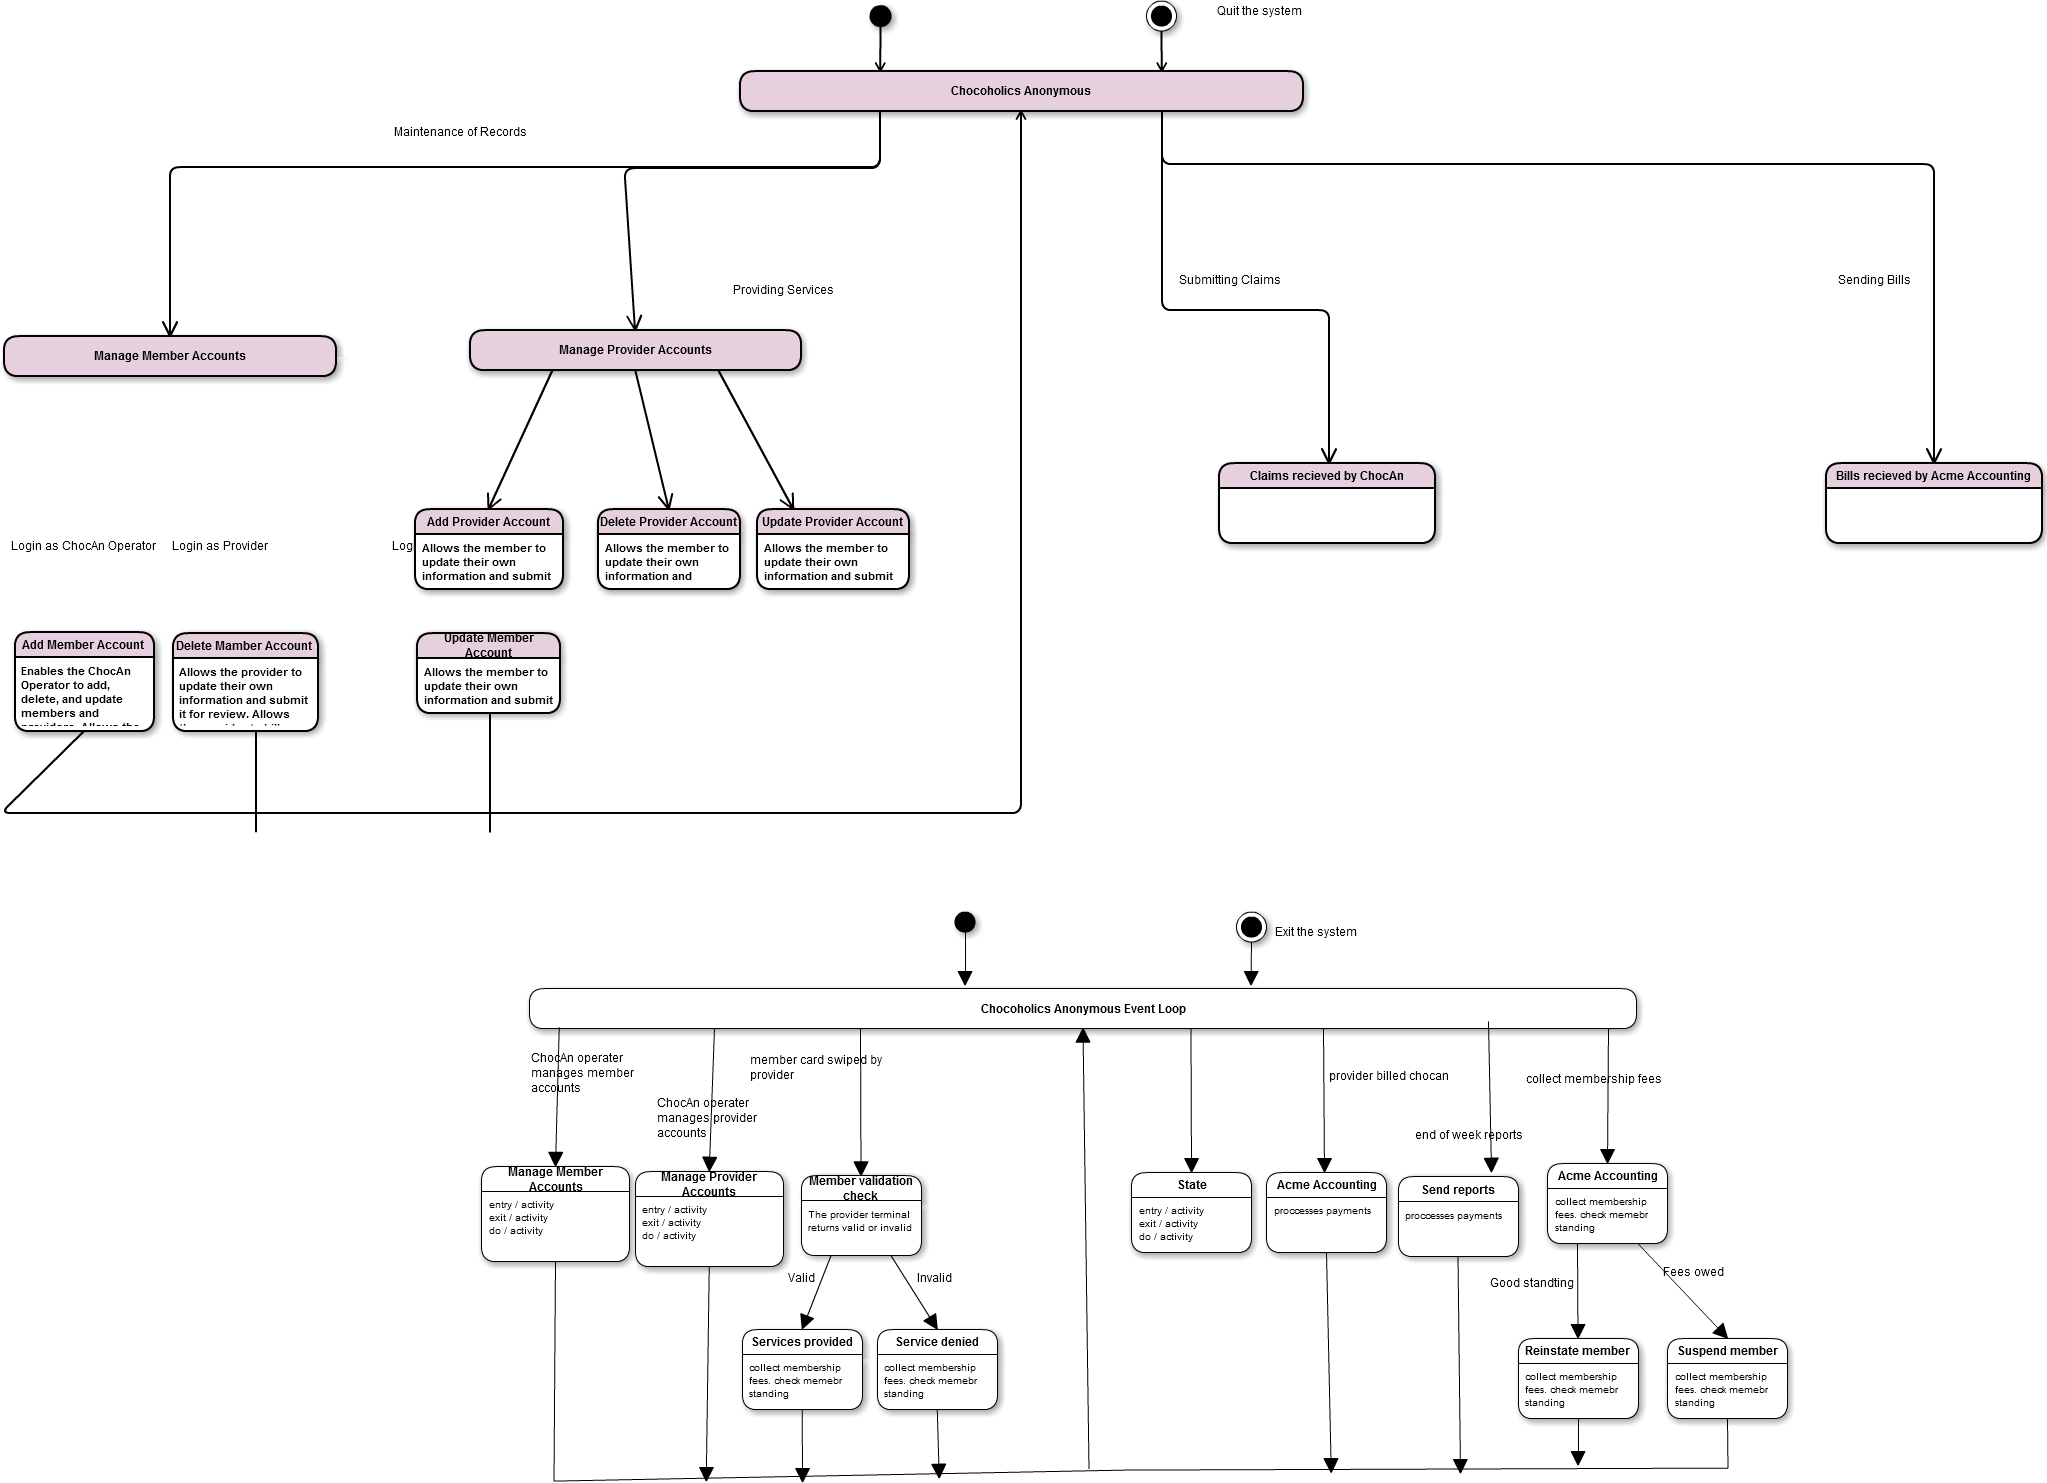 Quit the system
Chocoholics Anonymous
Maintenance of Records
Submitting Claims
Sending Bills
Providing Services
Manage Member Accounts
Manage Provider Accounts
Claims recieved by ChocAn
Bills recieved by Acme Accounting
Add Provider Account
Allows the member to
update their own
information and submit
Delete Provider Account
Allows the member to
update their own
information and
Update Provider Account
Allows the member to
update their own
information and submit
Login as ChocAn Operator
Login as Provider
Add Member Account
Enables the ChocAn
Operator to add,
delete, and update
members and
Delete Mamber Account
Allows the provider to
update their own
information and submit
it for review. Allows
Update Member
Account
Allows the member to
update their own
information and submit
Exit the system
Chocoholics Anonymous Event Loop
ChocAn operater
manages member
accounts
ChocAn operater
manages provider
accounts
member card swiped by
provider
provider billed chocan
end of week reports
collect membership fees
Manage Member
Accounts
entry / activity
exit / activity
do / activity
Manage Provider
Accounts
entry / activity
exit / activity
do / activity
Member validation
check
The provider terminal
returns valid or invalid
State
entry / activity
exit / activity
do / activity
Acme Accounting
proccesses payments
Send reports
proccesses payments
Acme Accounting
collect membership
fees. check memebr
standing
Valid
Invalid
Good standting
Fees owed
Services provided
collect membership
fees. check memebr
standing
Service denied
collect membership
fees. check memebr
standing
Reinstate member
collect membership
fees. check memebr
standing
Suspend member
collect membership
fees. check memebr
standing